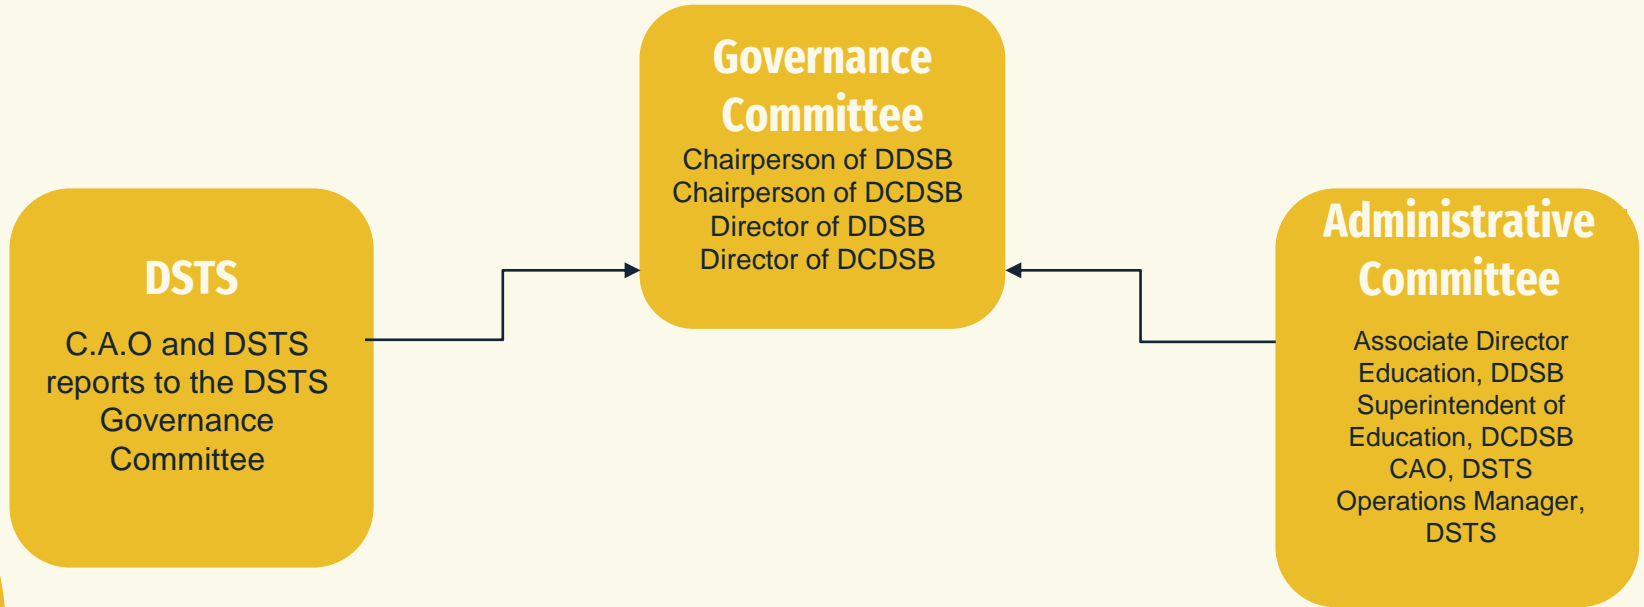 Governance
Committee
Chairperson of DDSB
Chairperson of DCDSB
Director of DDSB
Director of DCDSB
DSTS
C.A.O and DSTS
reports to the DSTS
Governance
Committee
Administrative
Committee
Associate Director
Education, DDSB
Superintendent of
Education, DCDSB
CAO, DSTS
Operations Manager,
DSTS